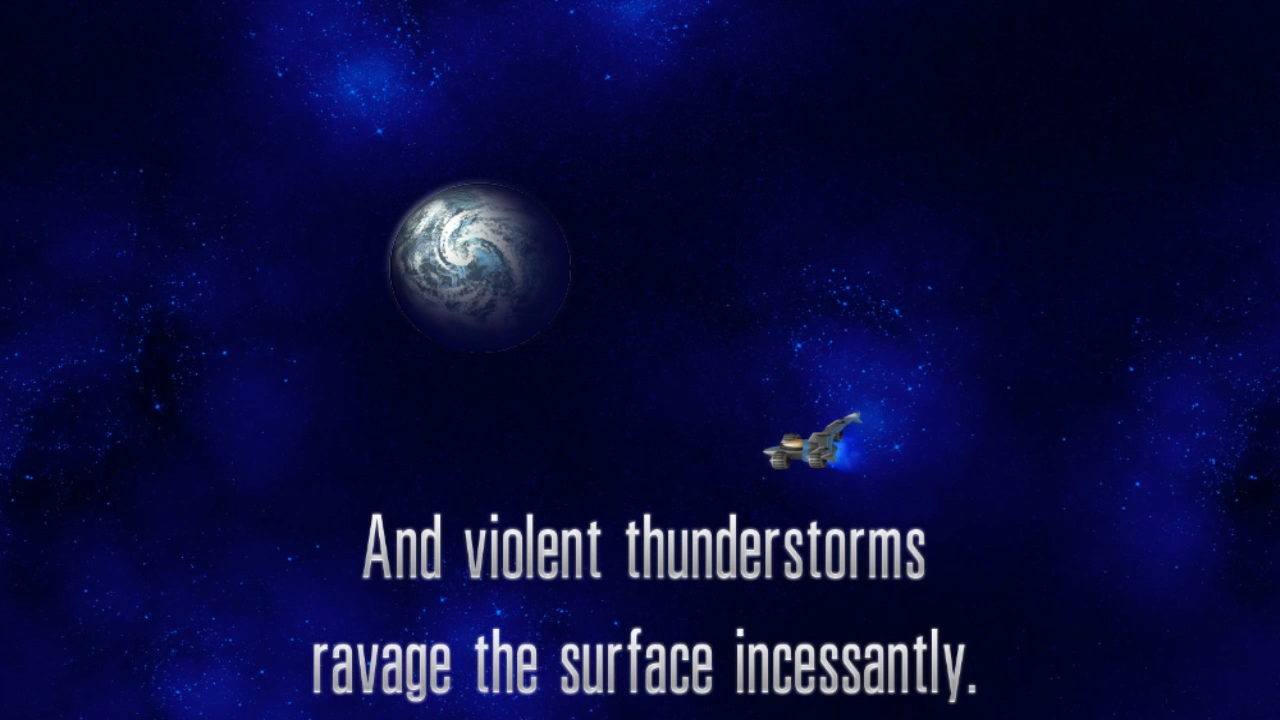 And violent thunderstorms
ravage the surface incessantly.